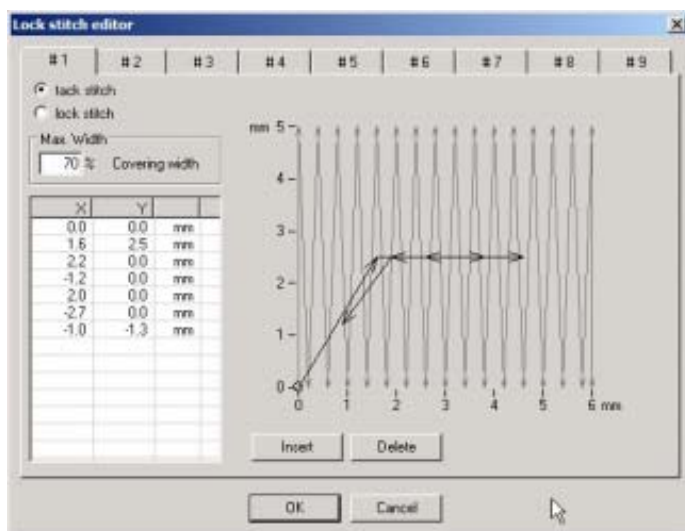 Lock stitch editor
#1 #2 #3 #4 #5 #6 #7 #8 #9
tack stitch
lock stitch
Max. Width
70 % Covering width
X Y
0.0 0.0 mm
1.6 2.5 mm
2.2 0.0 mm
-1.2 0.0 mm
2.0 0.0 mm
-2.7 0.0 mm
-1.0 -1.3 mm
mm 5
4
3
2
1
0
0 1 2 3 4 5 6 mm
Insert Delete
OK Cancel